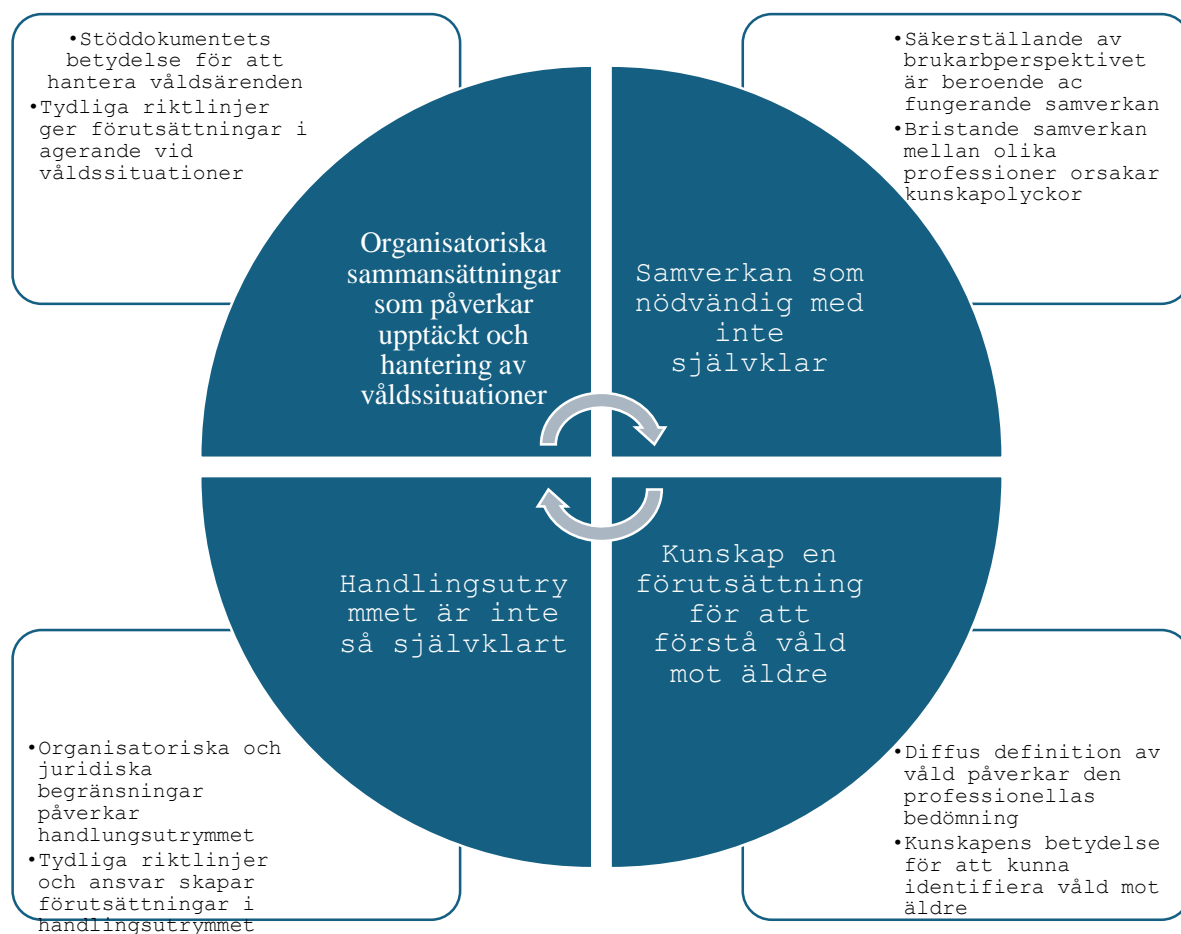 •Stöddokumentets
betydelse för att
hantera våldsärenden
•Tydliga riktlinjer
ger förutsättningar i
agerande vid
våldssituationer
•Säkerställande av
brukarbperspektivet
är beroende ac
fungerande samverkan
•Bristande samverkan
mellan olika
professioner orsakar
kunskapolyckor
Organisatoriska
sammansättningar
som påverkar
upptäckt och
hantering av
våldssituationer
Samverkan som
nödvändig med
inte
självklar
Handlingsutry
mmet är inte
så självklart
Kunskap en
förutsättning
för att
förstå våld
mot äldre
•Organisatoriska och
juridiska
begränsningar
påverkar
handlungsutrymmet
•Tydliga riktlinjer
och ansvar skapar
förutsättningar i
handlingsutrymmet
•Diffus definition av
våld påverkar den
professionellas
bedömning
•Kunskapens betydelse
för att kunna
identifiera våld mot
äldre